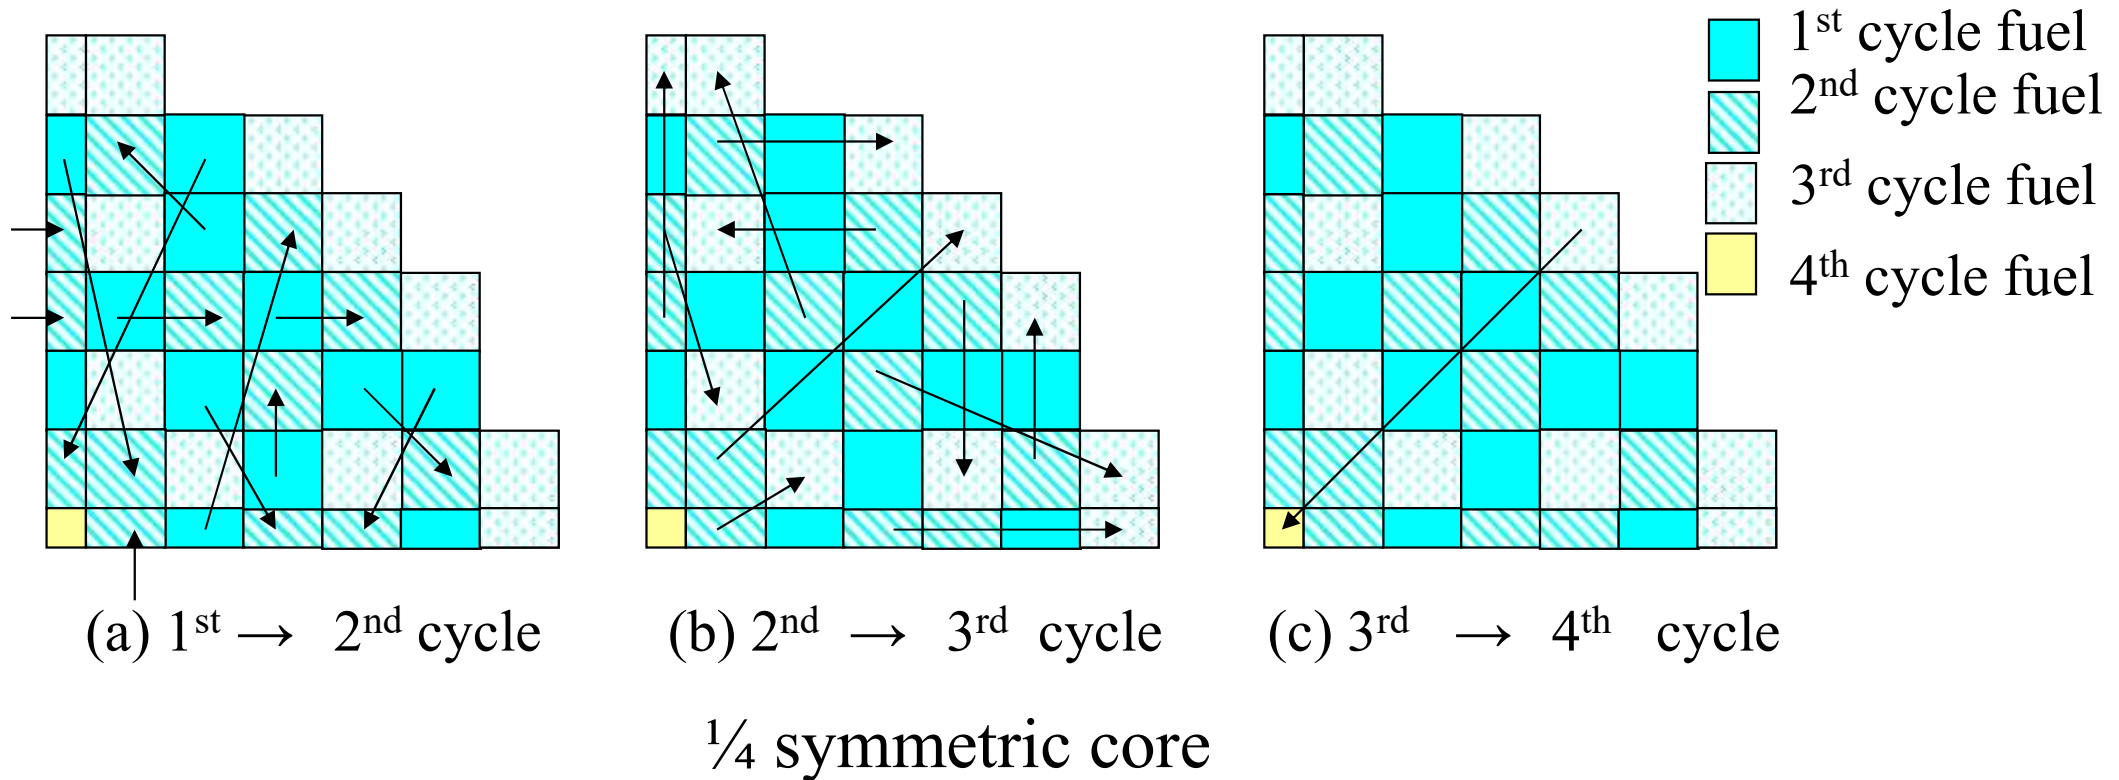 1st cycle fuel
2nd cycle fuel
3rd cycle fuel
4th cycle fuel
(a) 1st → 2nd cycle
(b) 2nd → 3rd cycle
(c) 3rd → 4th cycle
¼ symmetric core